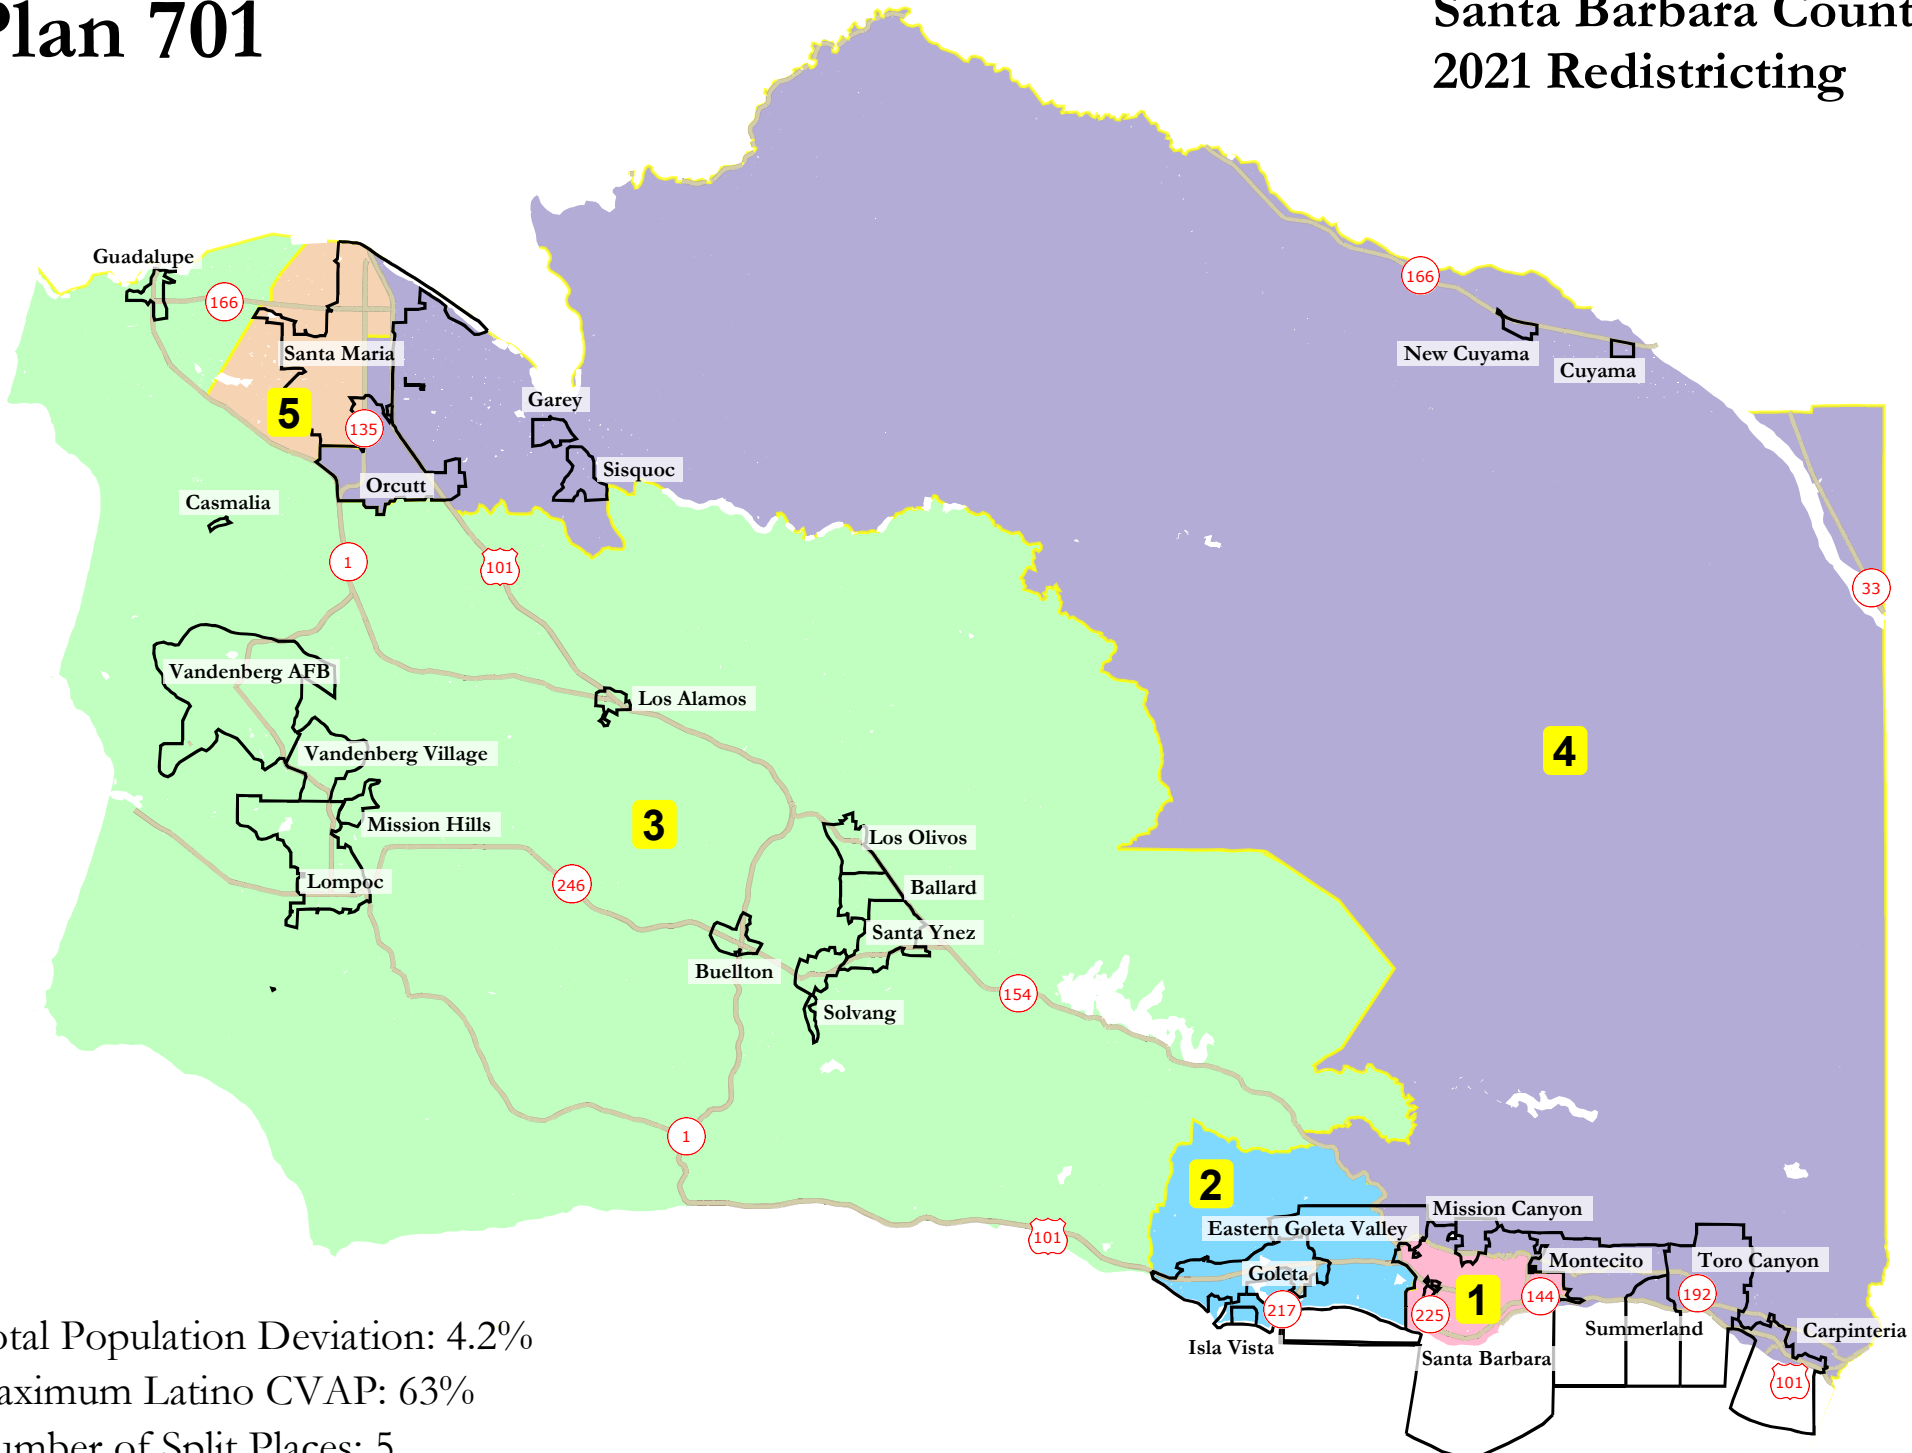 Plan 701
Santa Barbara Count
2021 Redistricting
Guadalupe
166
Santa Maria
5
135
Orcutt
Garey
Sisquoc
Casmalia
1
101
166
New Cuyama
Cuyama
33
Vandenberg AFB
Los Alamos
Vandenberg Village
4
Mission Hills
3
Los Olivos
Lompoc
246
Ballard
Santa Ynez
Buellton
154
Solvang
1
2
Mission Canyon
Eastern Goleta Valley
101
Goleta
Montecito
Toro Canyon
217
225
1
144
192
Isla Vista
Summerland
Carpinteria
Santa Barbara
101
otal Population Deviation: 4.2%
aximum Latino CVAP: 63%
umber of Split Places: 5